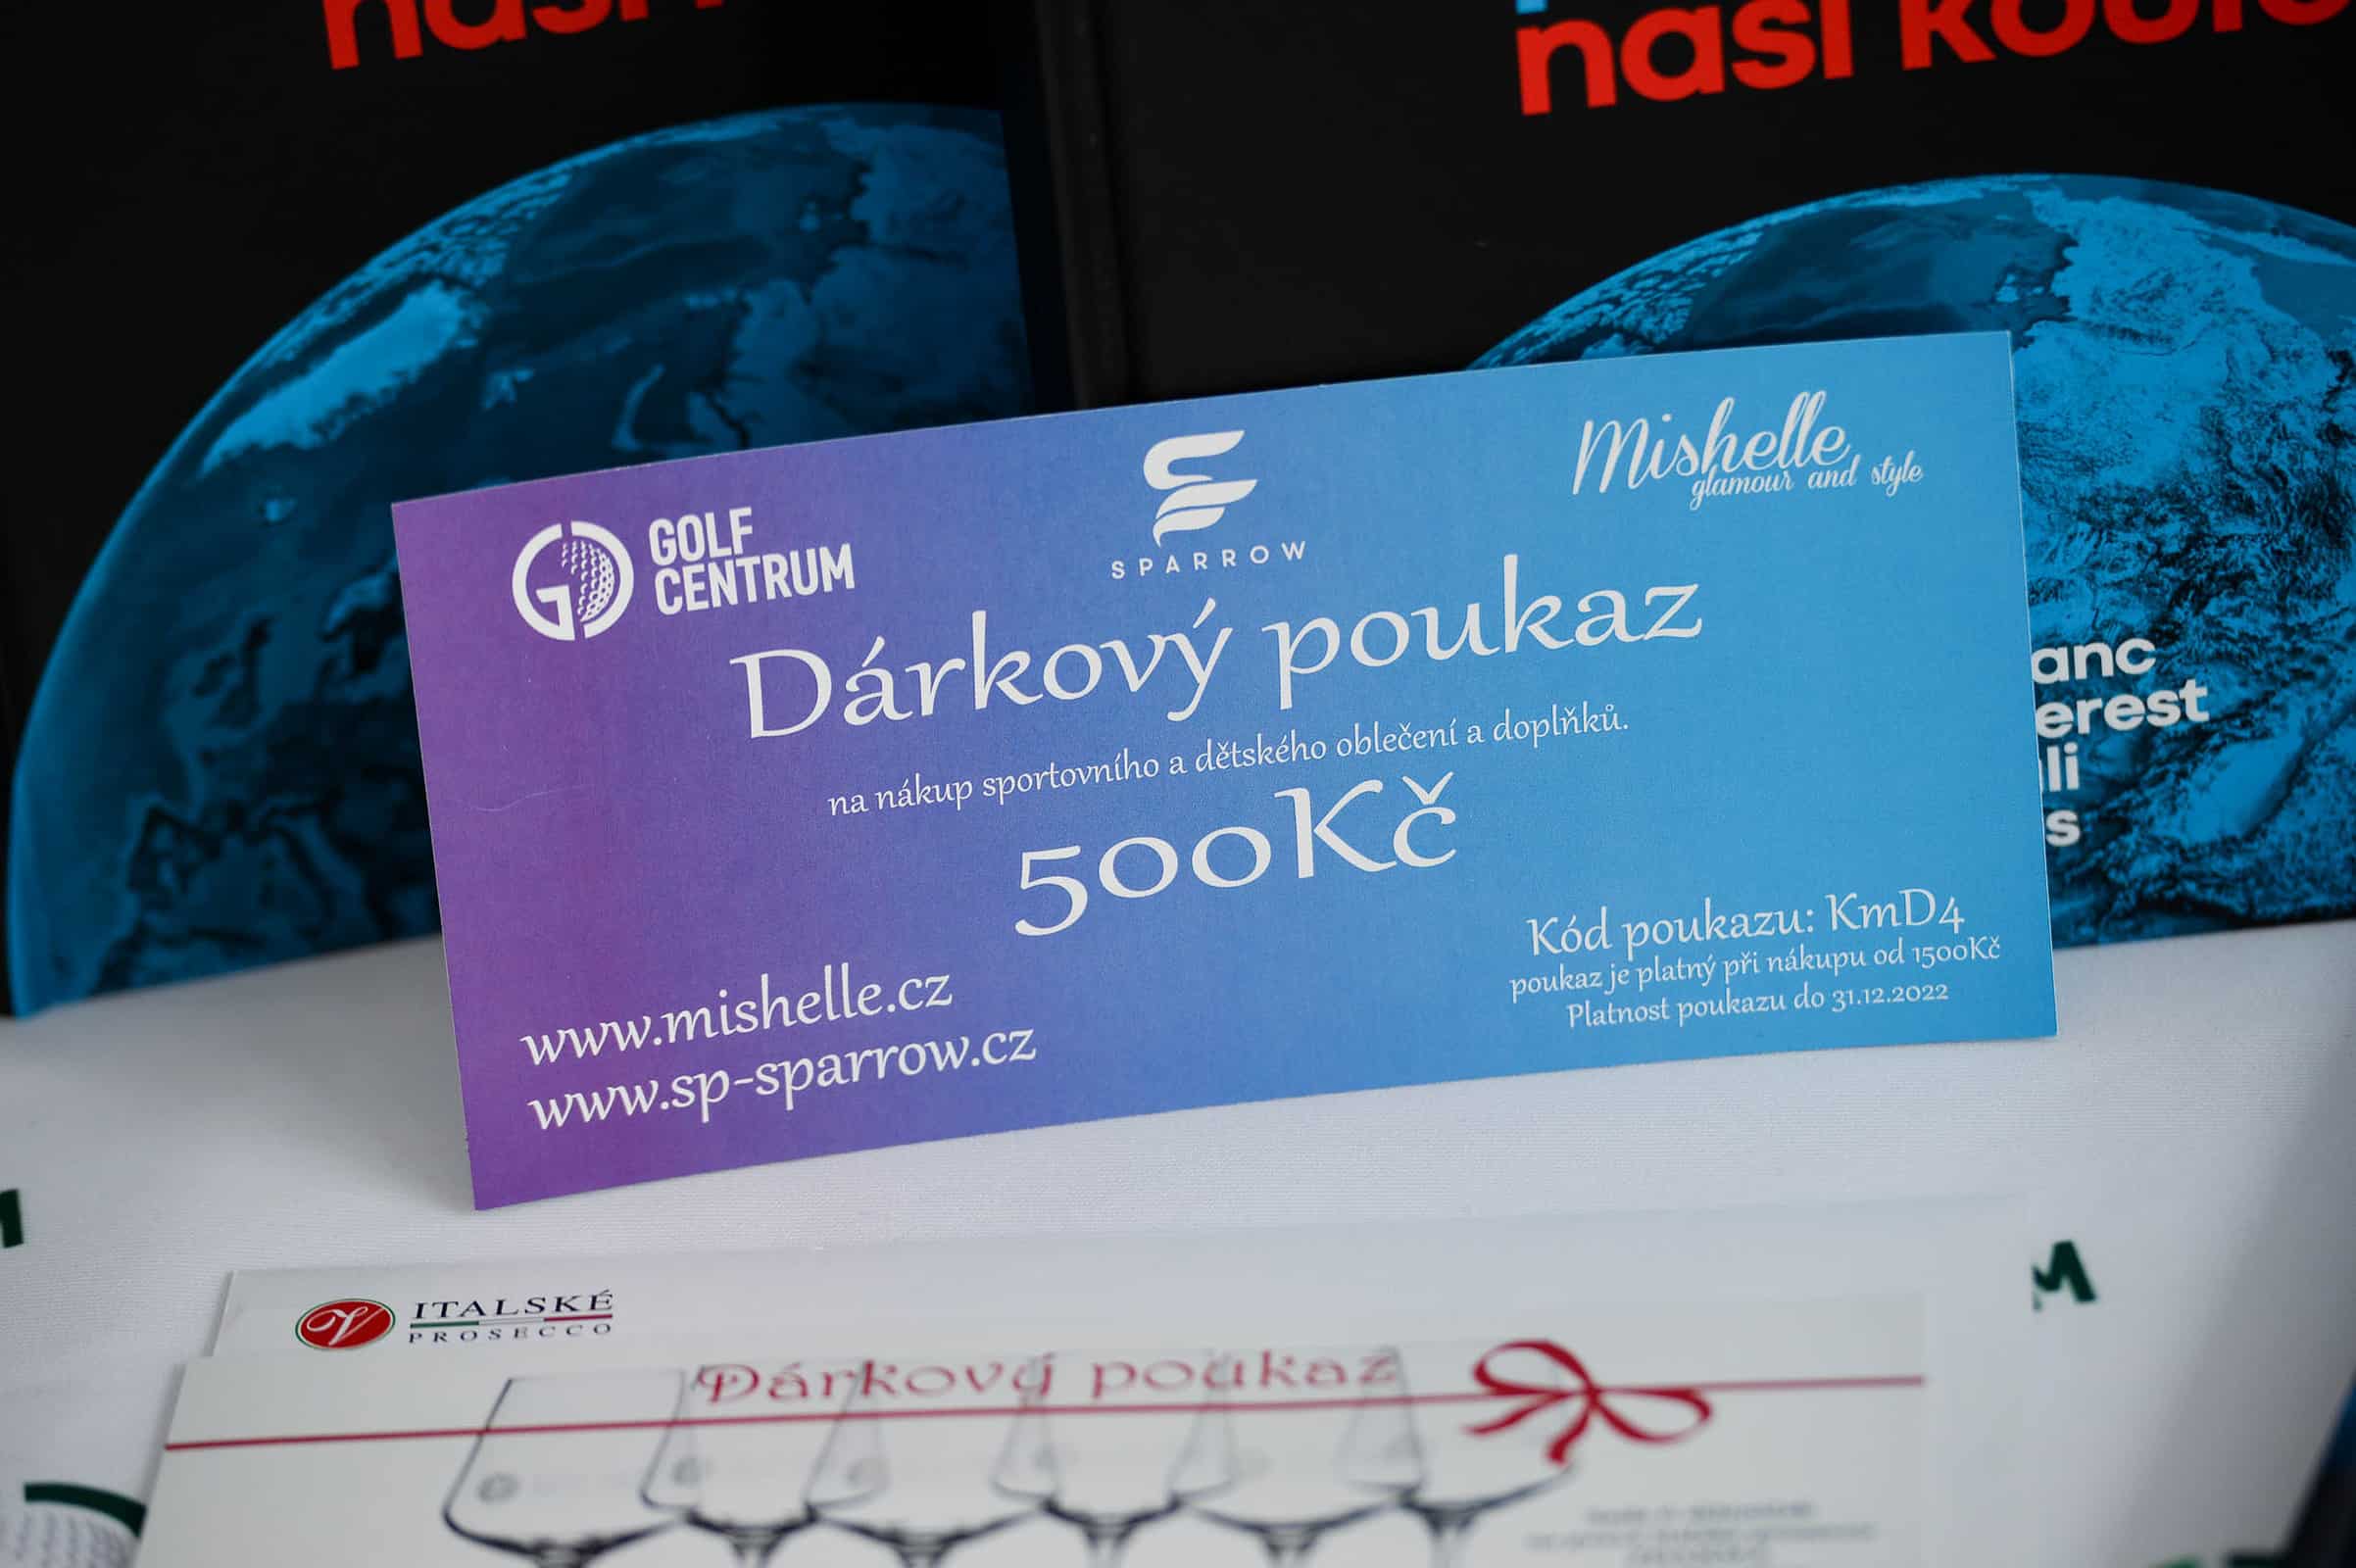 naší koule
GOLF
CENTRUM
SPARROW
Mishelle
glamour and style
Dárkový poukaz
na nákup sportovního a dětského oblečení a doplňků.
500Kč
www.mishelle.cz
www.sp-sparrow.cz
Kód poukazu: KmD4
poukaz je platný při nákupu od 1500Kč
Platnost poukazu do 31.12.2022
anc
erest
li
s
ITALSKÉ
PROSECCO
Dárkový poukaz
M